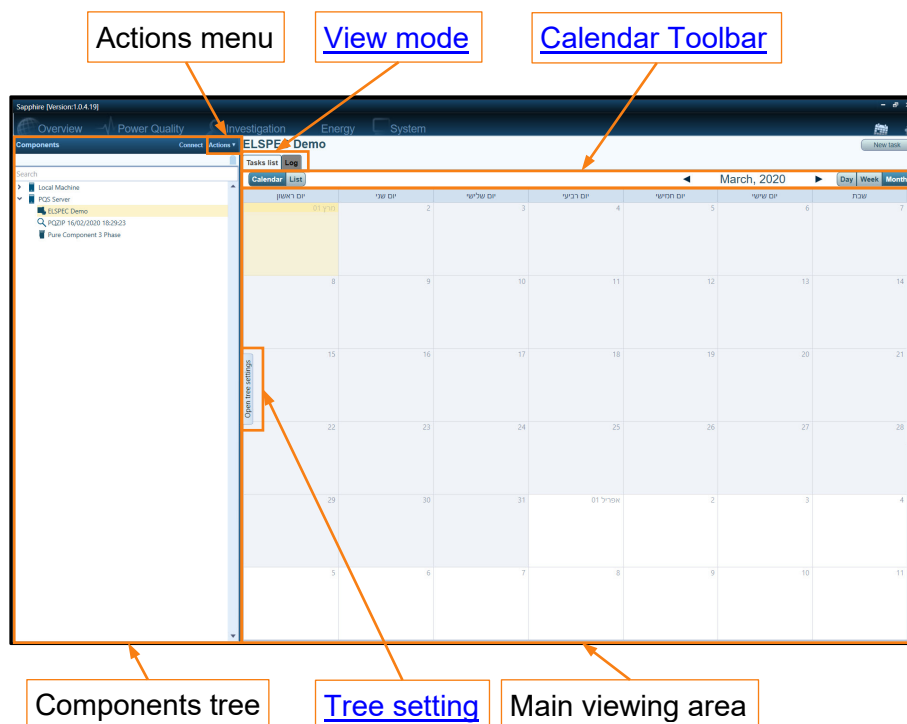 Actions menu
View mode
Calendar Toolbar
Sapphire [Version:1.0.4.19]
Overview Power Quality Investigation Energy System
Components Connect Actions ELSPEC Demo New task
Tasks list Log
Search
Calendar List March, 2020 Day Week Month
Local Machine
PQS Server
ELSPEC Demo
PQZIP 16/02/2020 18:29:23
Pure Component 3 Phase
יום ראשון יום שני יום שלישי יום רביעי יום חמישי יום שישי שבת
מרץ 01 2 3 4 5 6 7
8 9 10 11 12 13 14
15 16 17 18 19 20 21
Open tree settings
22 23 24 25 26 27 28
29 30 31 אפריל 01 2 3 4
5 6 7 8 9 10 11
Components tree
Tree setting
Main viewing area